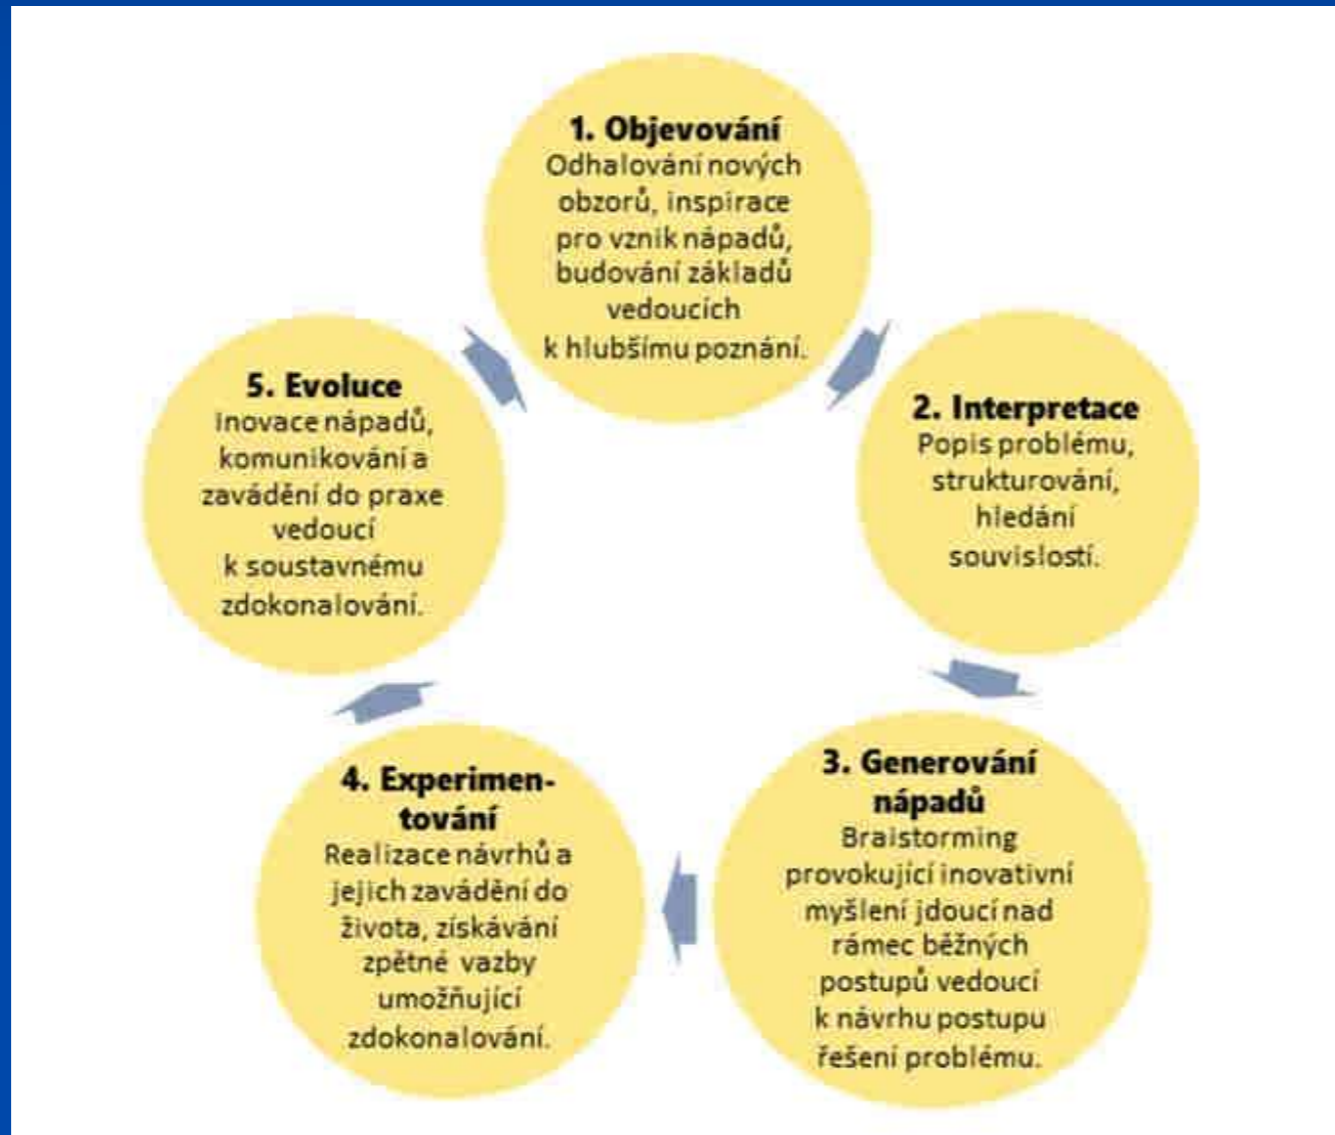 1. Objevování
Odhalování nových
obzorů, inspirace
pro vznik nápadů,
budování základů
vedoucích
k hlubšímu poznání.
2. Interpretace
Popis problému,
strukturování,
hledání
souvislostí.
3. Generování
nápadů
Braistorming
provokující inovativní
myšlení jdoucí nad
rámec běžných
postupů vedoucí
k návrhu postupu
řešení problému.
4. Experimen-
tování
Realizace návrhů a
jejich zavádění do
života, získávání
zpětné vazby
umožňující
zdokonalování.
5. Evoluce
Inovace nápadů,
komunikování a
zavádění do praxe
vedoucí
k soustavnému
zdokonalování.